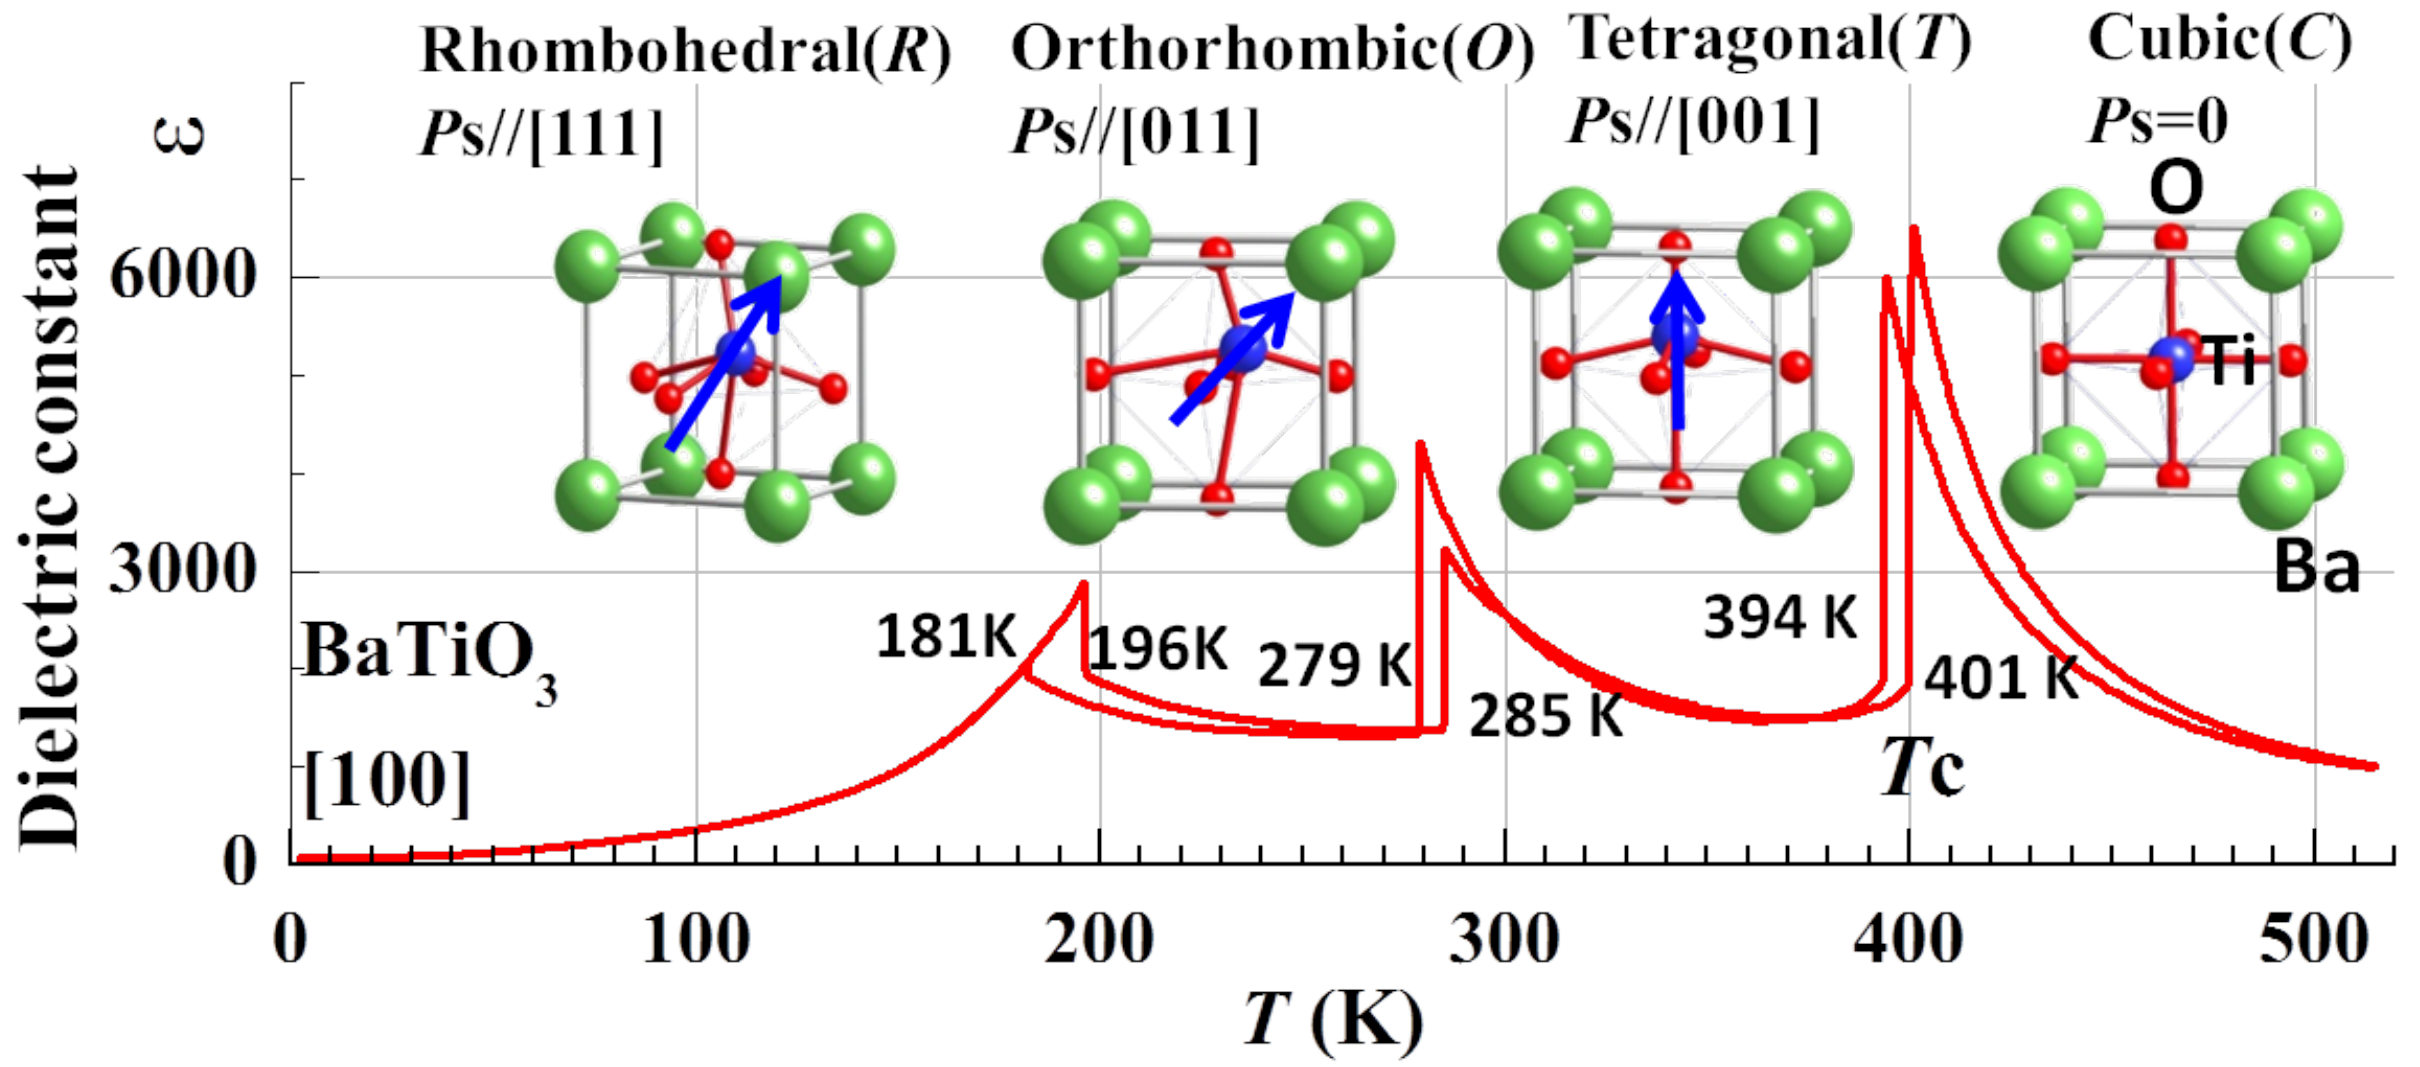 Rhombohedral(R)
Ps//[111]
Orthorhombic(O)
Ps//[011]
Tetragonal(T)
Ps//[001]
Cubic(C)
Ps=0
O
Ti
Ba
Dielectric constant ε
6000
3000
0
BaTiO3
[100]
181K
196K
279 K
285 K
394 K
401 K
Tc
0
100
200
300
400
500
T (K)